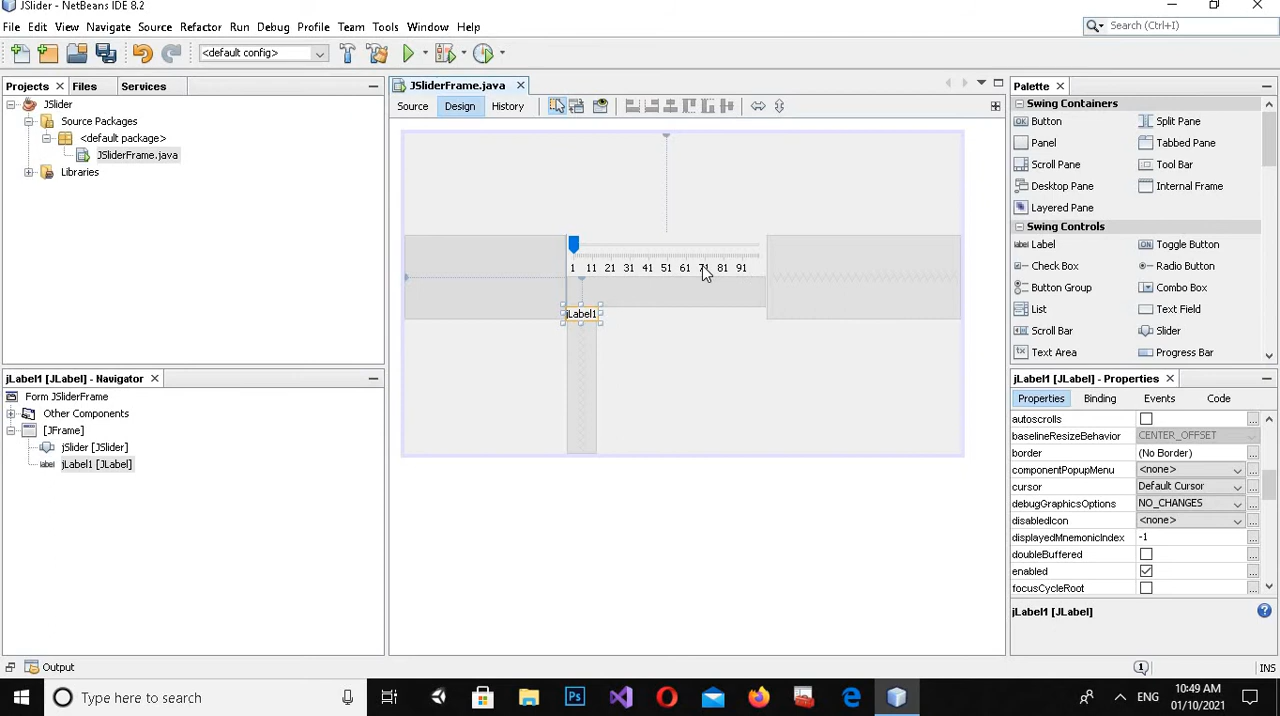 JSlider - NetBeans IDE 8.2
File Edit View Navigate Source Refactor Run Debug Profile Team Tools Window Help
Search (Ctrl+I)
<default config>
Projects Files Services
JSlider
Source Packages
<default package>
JSliderFrame.java
Libraries
jLabel1 [JLabel] - Navigator
Form JSliderFrame
Other Components
[JFrame]
jSlider [JSlider]
jLabel1 [JLabel]
JSliderFrame.java
Source Design History
1 11 21 31 41 51 61 71 81 91
jLabel1
Palette
Swing Containers
Button Split Pane
Panel Tabbed Pane
Scroll Pane Tool Bar
Desktop Pane Internal Frame
Layered Pane
Swing Controls
Label Toggle Button
Check Box Radio Button
Button Group Combo Box
List Text Field
Scroll Bar Slider
Text Area Progress Bar
jLabel1 [JLabel] - Properties
Properties Binding Events Code
autoscrolls
baselineResizeBehavior CENTER_OFFSET
border (No Border)
componentPopupMenu <none>
cursor Default Cursor
debugGraphicsOptions NO_CHANGES
disabledIcon <none>
displayedMnemonicIndex -1
doubleBuffered
enabled
focusCycleRoot
jLabel1 [JLabel]
Output
1
INS
Type here to search
ENG
10:49 AM
01/10/2021